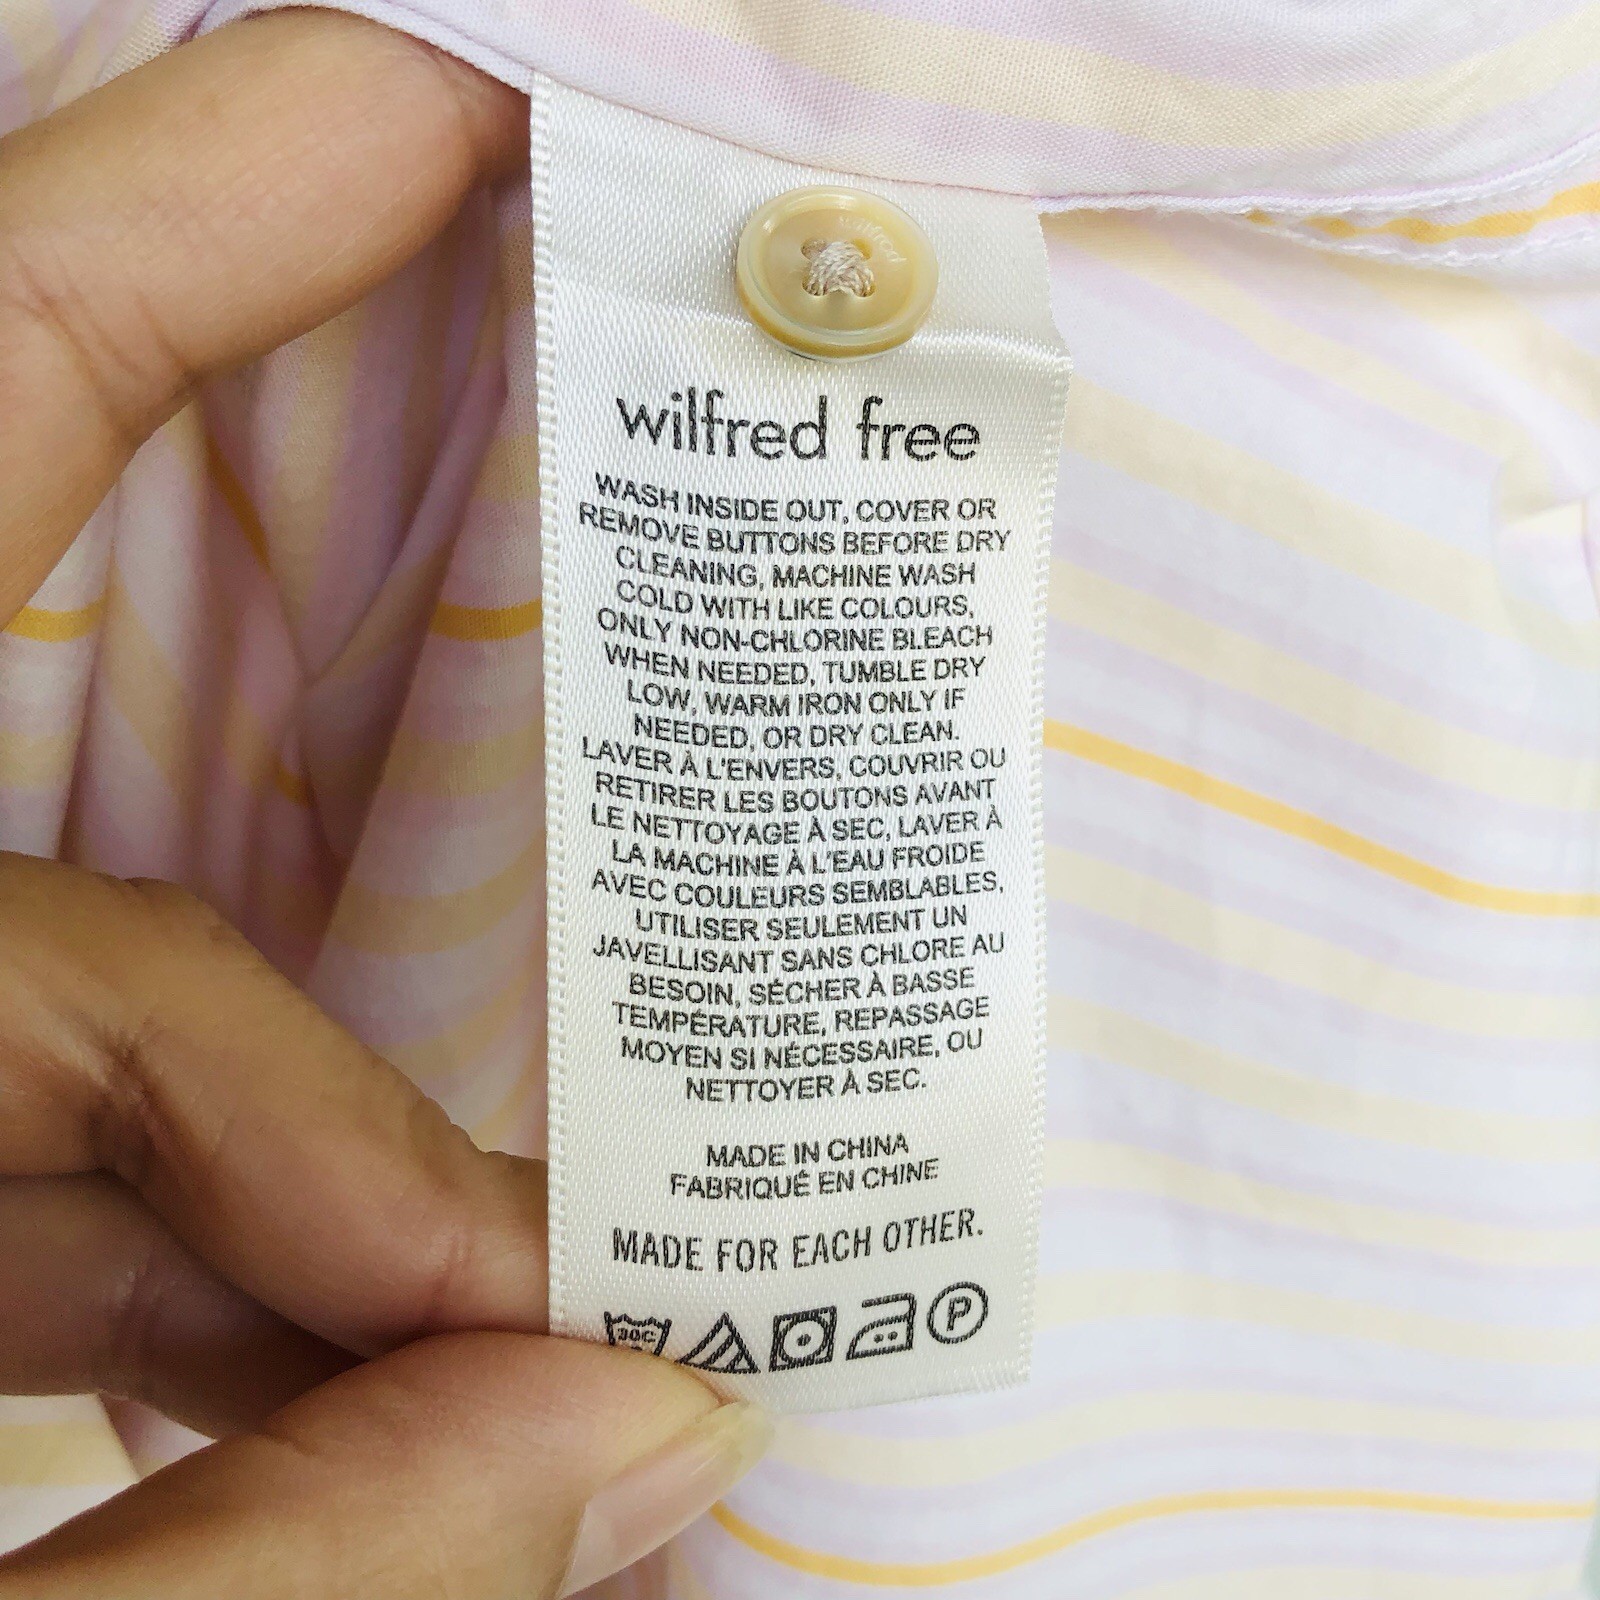 wilfred
wilfred free
WASH INSIDE OUT, COVER OR
REMOVE BUTTONS BEFORE DRY
CLEANING, MACHINE WASH
COLD WITH LIKE COLOURS,
ONLY NON-CHLORINE BLEACH
WHEN NEEDED, TUMBLE DRY
LOW, WARM IRON ONLY IF
NEEDED, OR DRY CLEAN.
LAVER À L'ENVERS, COUVRIR OU
RETIRER LES BOUTONS AVANT
LE NETTOYAGE À SEC, LAVER À
LA MACHINE À L'EAU FROIDE
AVEC COULEURS SEMBLABLES,
UTILISER SEULEMENT UN
JAVELLISANT SANS CHLORE AU
BESOIN, SÉCHER À BASSE
TEMPÉRATURE, REPASSAGE
MOYEN SI NÉCESSAIRE, OU
NETTOYER À SEC.
MADE IN CHINA
FABRIQUÉ EN CHINE
MADE FOR EACH OTHER.
30C P